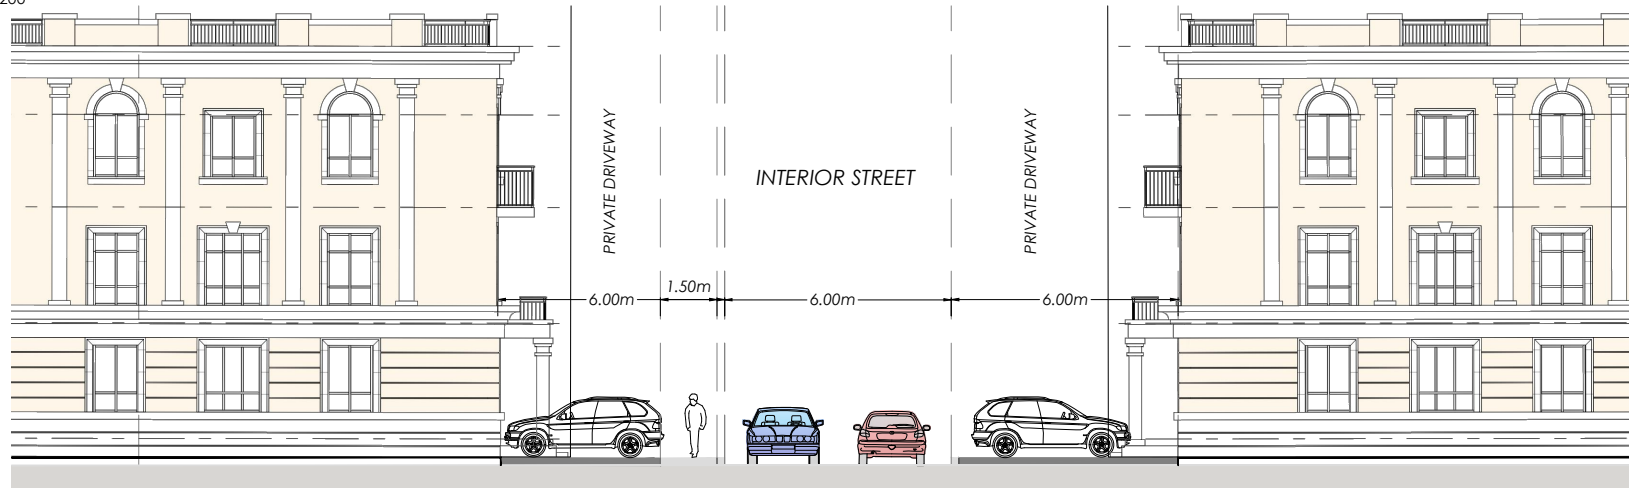 PRIVATE DRIVEWAY
INTERIOR STREET
PRIVATE DRIVEWAY
6.00m
1.50m
6.00m
6.00m